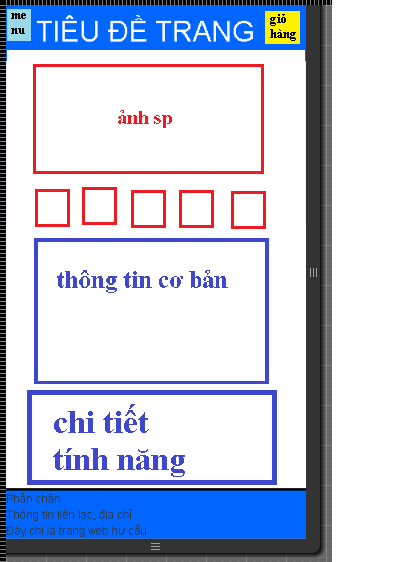 me
nu
TIÊU ĐỀ TRANG
giỏ
hàng
ảnh sp
thông tin cơ bản
chi tiết
tính năng
Phần chân
Thông tin liên lạc, địa chỉ
Đây chỉ là trang web hư cấu